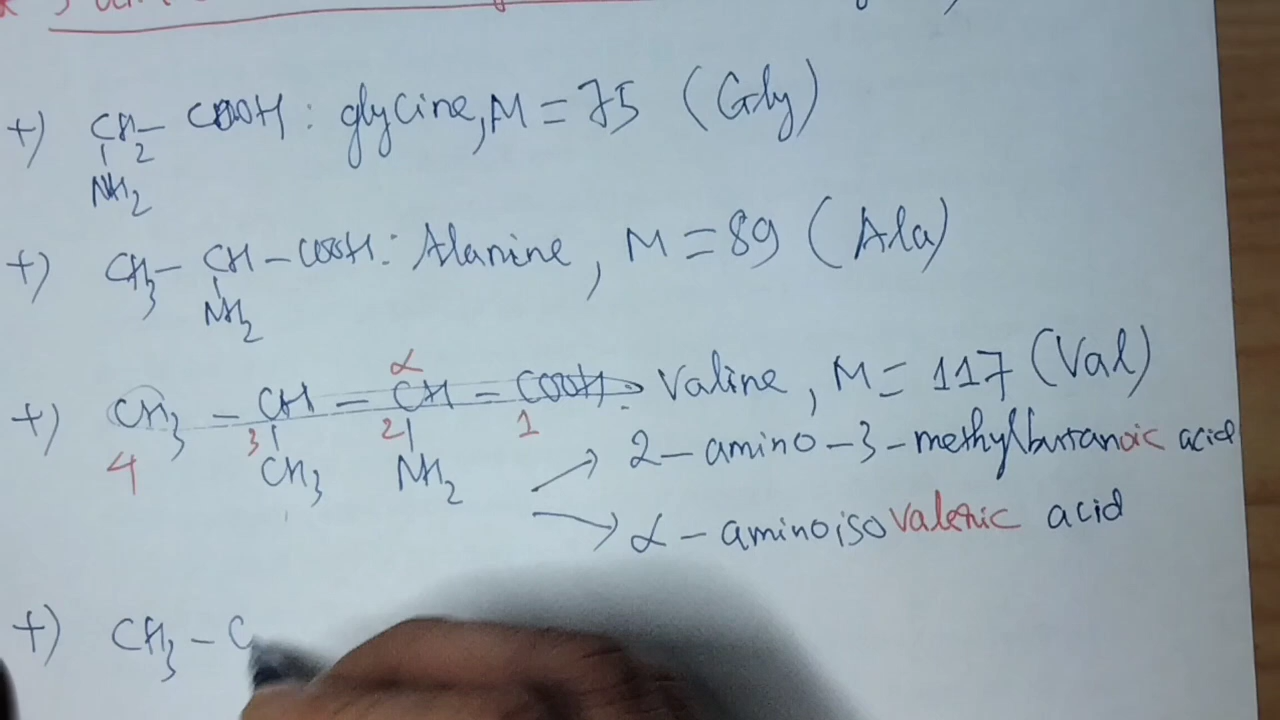 +) CH2 - COOH : glycine, M = 75 (Gly)
NH2
+) CH3 - CH - COOH : Alanine, M = 89 (Ala)
NH2
α
+) CH3 - CH - CH - COOH : Valine, M = 117 (Val)
4 3 2 1
CH3 NH2
→ 2 - amino - 3 - methylbutanoic acid
→ α - aminoisovaleric acid
+) CH3 - C